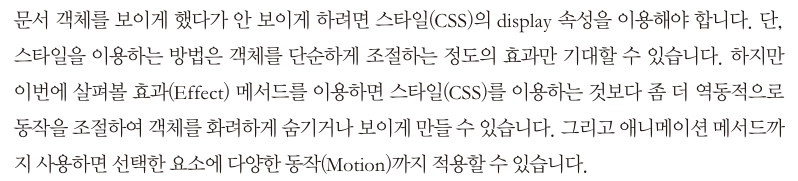 문서 객체를 보이게 했다가 안 보이게 하려면 스타일(CSS)의 display 속성을 이용해야 합니다. 단,
스타일을 이용하는 방법은 객체를 단순하게 조절하는 정도의 효과만 기대할 수 있습니다. 하지만
이번에 살펴볼 효과(Effect) 메서드를 이용하면 스타일(CSS)를 이용하는 것보다 좀 더 역동적으로
동작을 조절하여 객체를 화려하게 숨기거나 보이게 만들 수 있습니다. 그리고 애니메이션 메서드까
지 사용하면 선택한 요소에 다양한 동작(Motion)까지 적용할 수 있습니다.